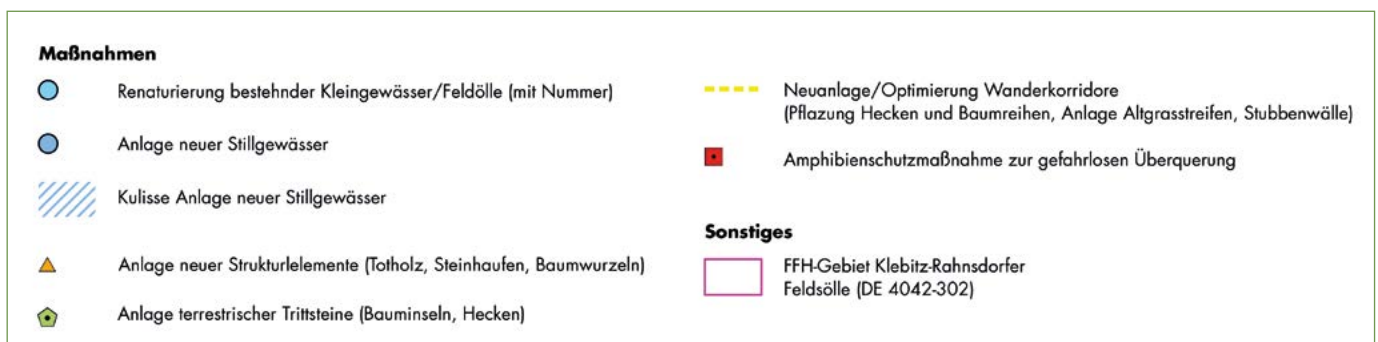 Maßnahmen
Renaturierung bestehnder Kleingewässer/Feldölle (mit Nummer)
Anlage neuer Stillgewässer
Kulisse Anlage neuer Stillgewässer
Anlage neuer Strukturlelemente (Totholz, Steinhaufen, Baumwurzeln)
Anlage terrestrischer Trittsteine (Bauminseln, Hecken)
Neuanlage/Optimierung Wanderkorridore
(Pflazung Hecken und Baumreihen, Anlage Altgrasstreifen, Stubbenwälle)
Amphibienschutzmaßnahme zur gefahrlosen Überquerung
Sonstiges
FFH-Gebiet Klebitz-Rahnsdorfer
Feldsölle (DE 4042-302)